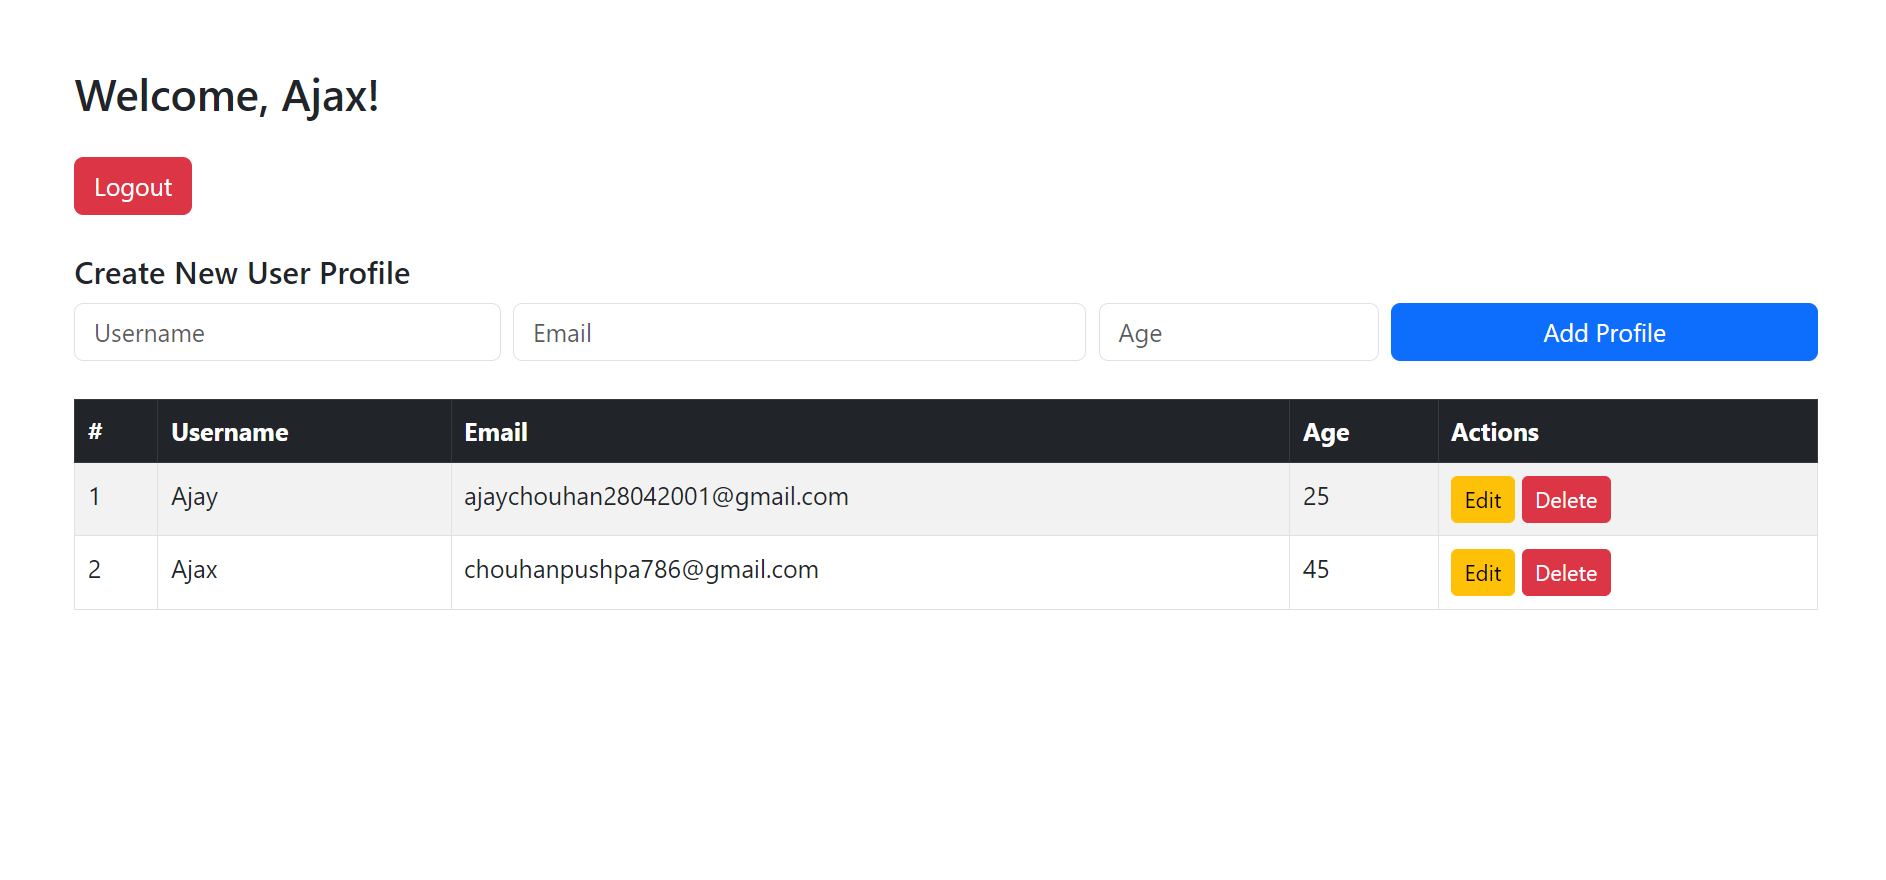 Welcome, Ajax!
Logout
Create New User Profile
Username Email Age Add Profile
# Username Email Age Actions
1 Ajay ajaychouhan28042001@gmail.com 25 Edit Delete
2 Ajax chouhanpushpa786@gmail.com 45 Edit Delete